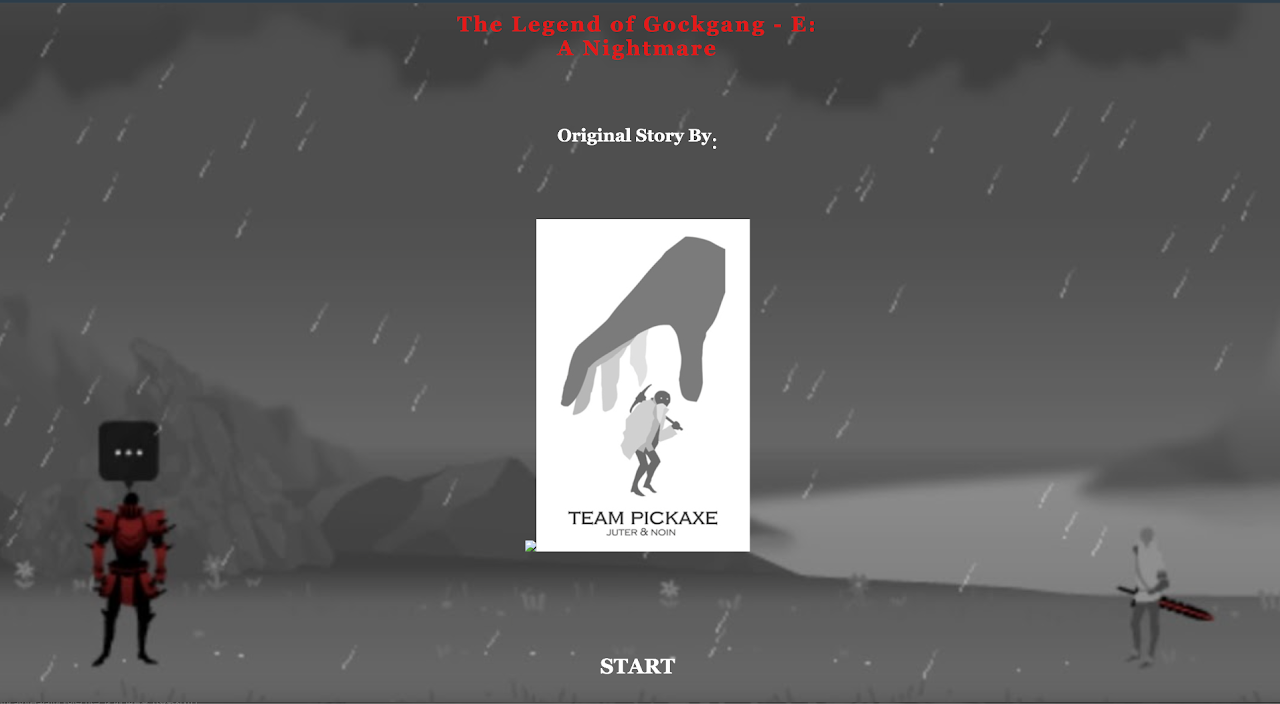 The Legend of Gockgang - E:
A Nightmare
Original Story By:
...
TEAM PICKAXE
JUTER & NOIN
START